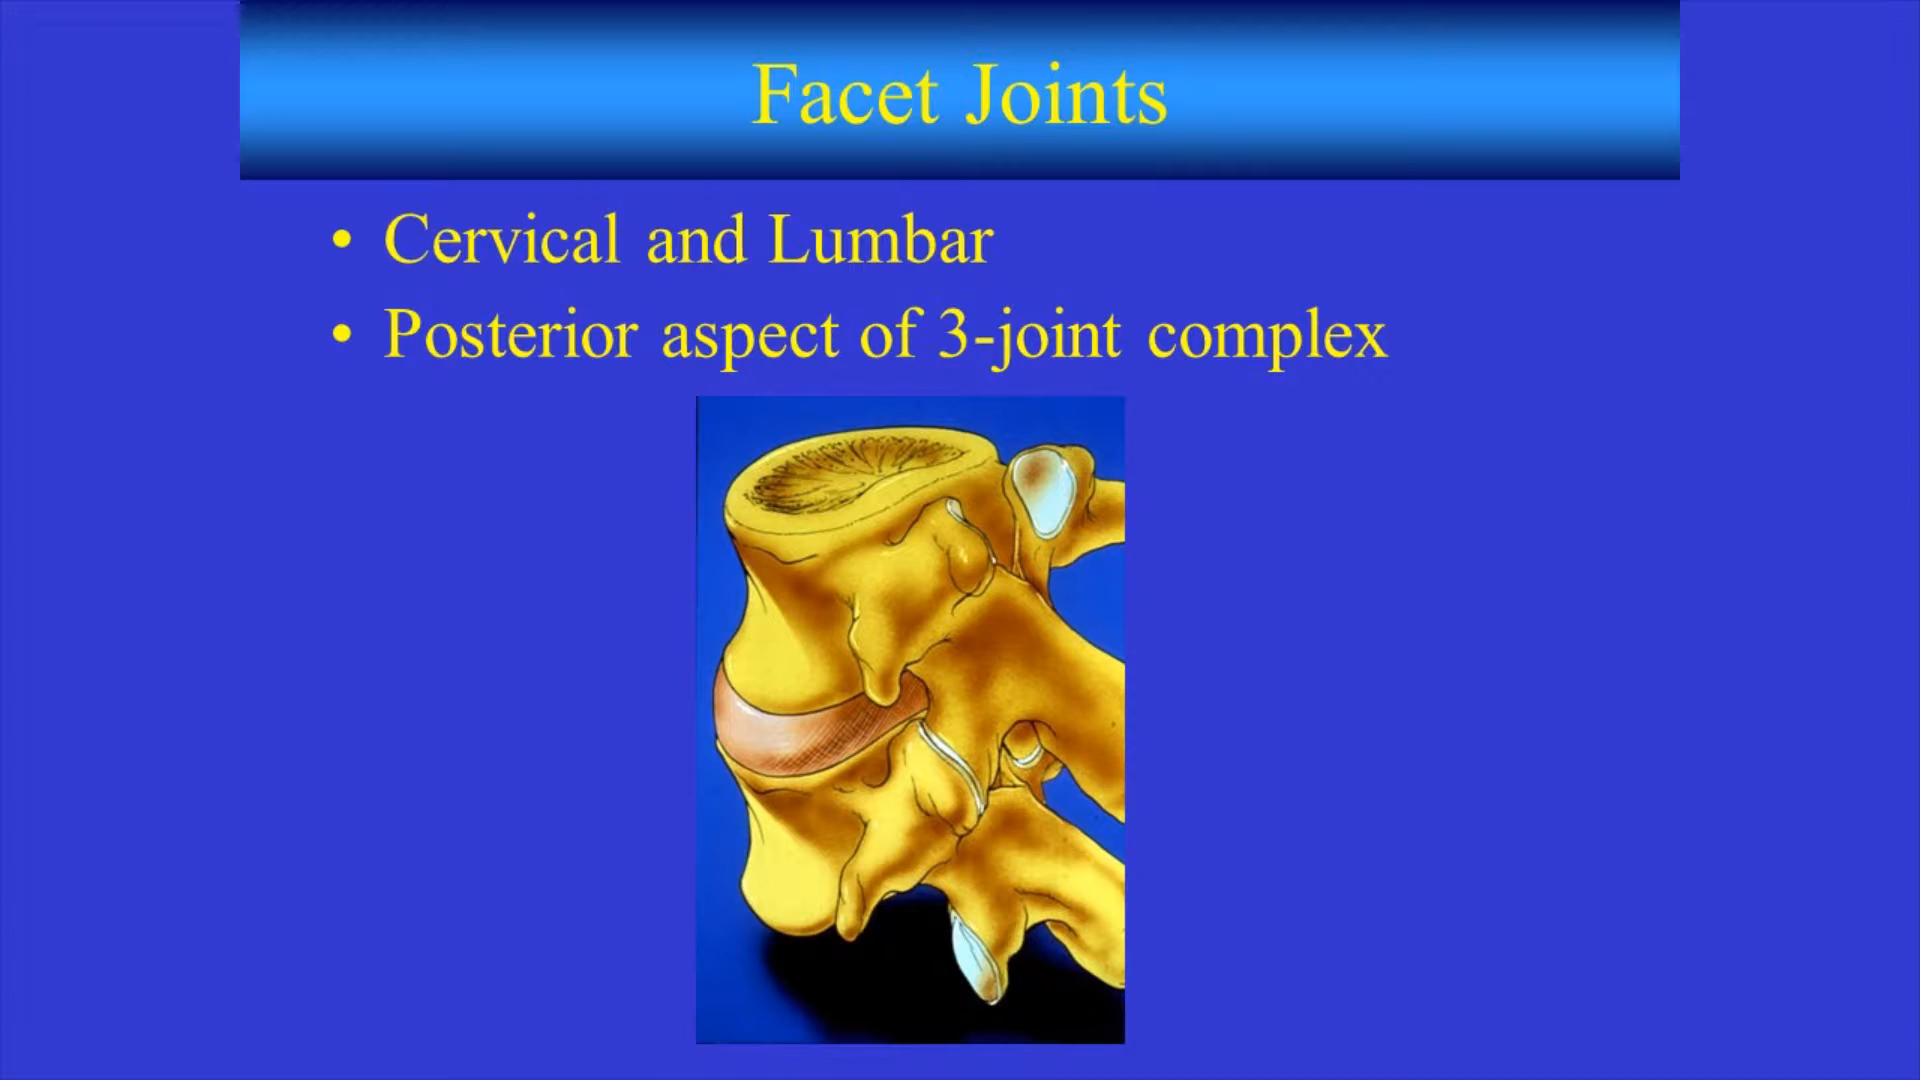 Facet Joints
• Cervical and Lumbar
• Posterior aspect of 3-joint complex